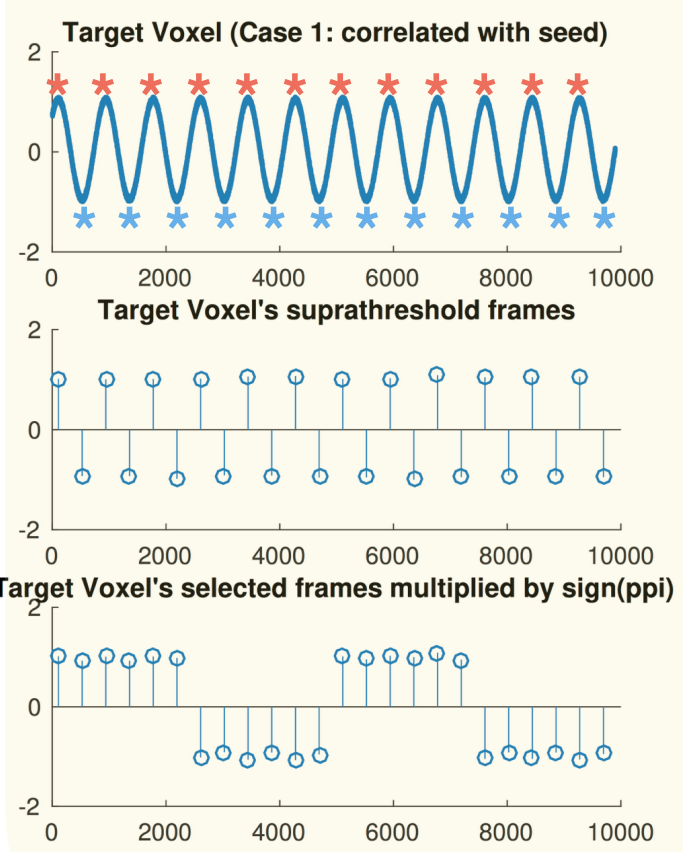 Target Voxel (Case 1: correlated with seed)
2
0
-2
0 2000 4000 6000 8000 10000
Target Voxel's suprathreshold frames
2
0
-2
0 2000 4000 6000 8000 10000
Target Voxel's selected frames multiplied by sign(ppi)
2
0
-2
0 2000 4000 6000 8000 10000